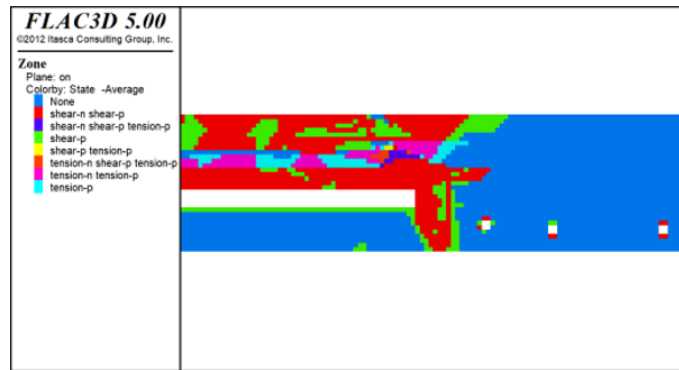 FLAC3D 5.00
©2012 Itasca Consulting Group, Inc.
Zone
Plane: on
Colorby: State -Average
None
shear-n shear-p
shear-n shear-p tension-p
shear-p
shear-p tension-p
tension-n shear-p tension-p
tension-n tension-p
tension-p